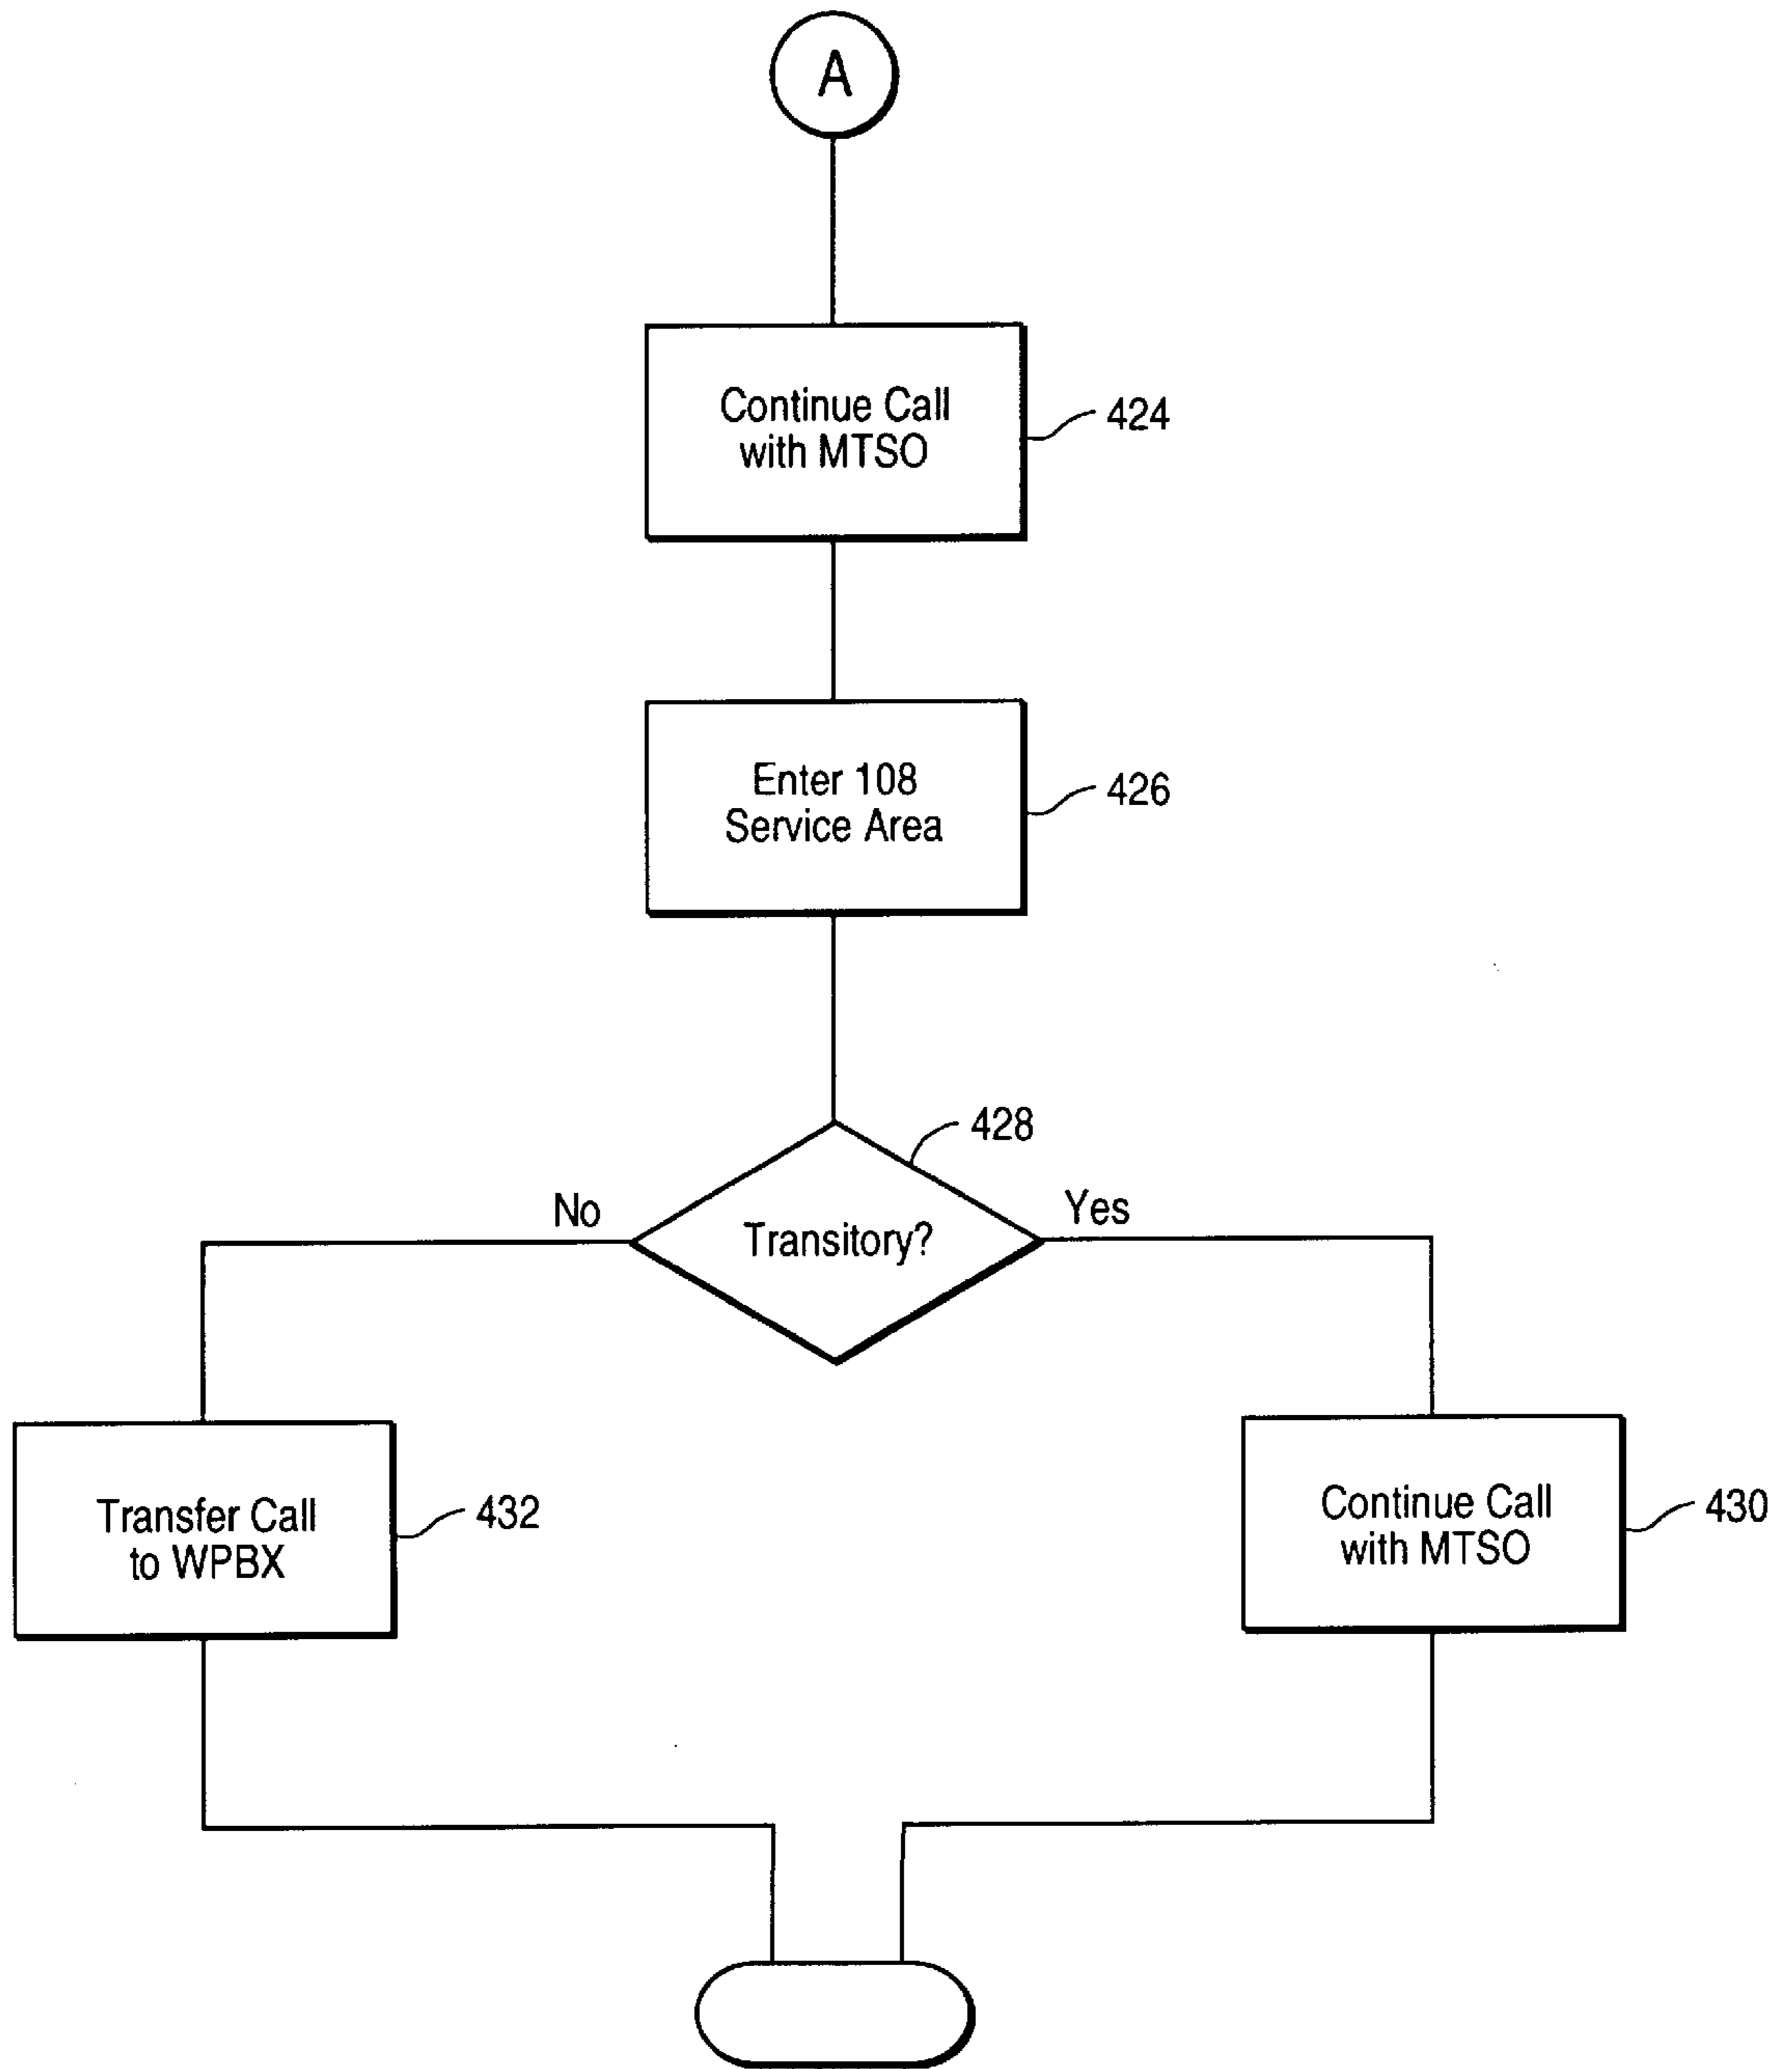 A
Continue Call
with MTSO
424
Enter 108
Service Area
426
428
No
Transitory?
Yes
Transfer Call
to WPBX
432
Continue Call
with MTSO
430